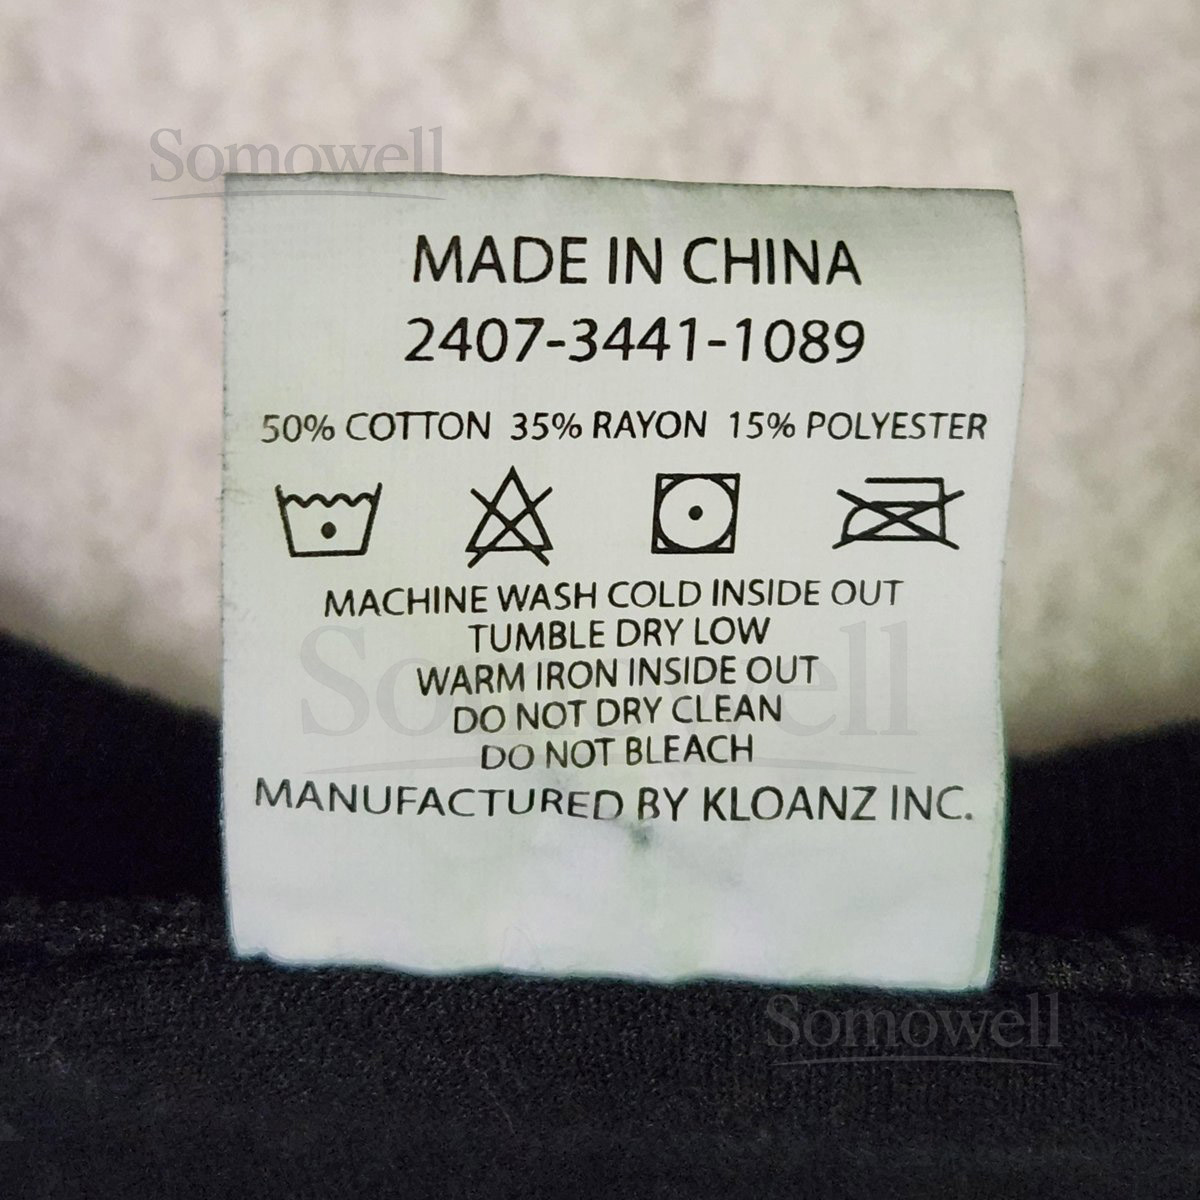 Somowell
MADE IN CHINA
2407-3441-1089
50% COTTON 35% RAYON 15% POLYESTER
MACHINE WASH COLD INSIDE OUT
TUMBLE DRY LOW
WARM IRON INSIDE OUT
Somowell
DO NOT DRY CLEAN
DO NOT BLEACH
MANUFACTURED BY KLOANZ INC.
Somowell